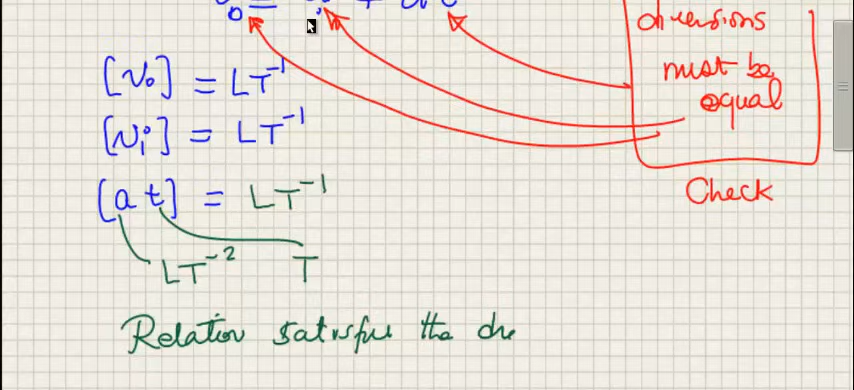 dimensions
must be
equal
[v₀] = LT⁻¹
[vᵢ] = LT⁻¹
[a t] = LT⁻¹
Check
LT⁻² T
Relation satisfies the